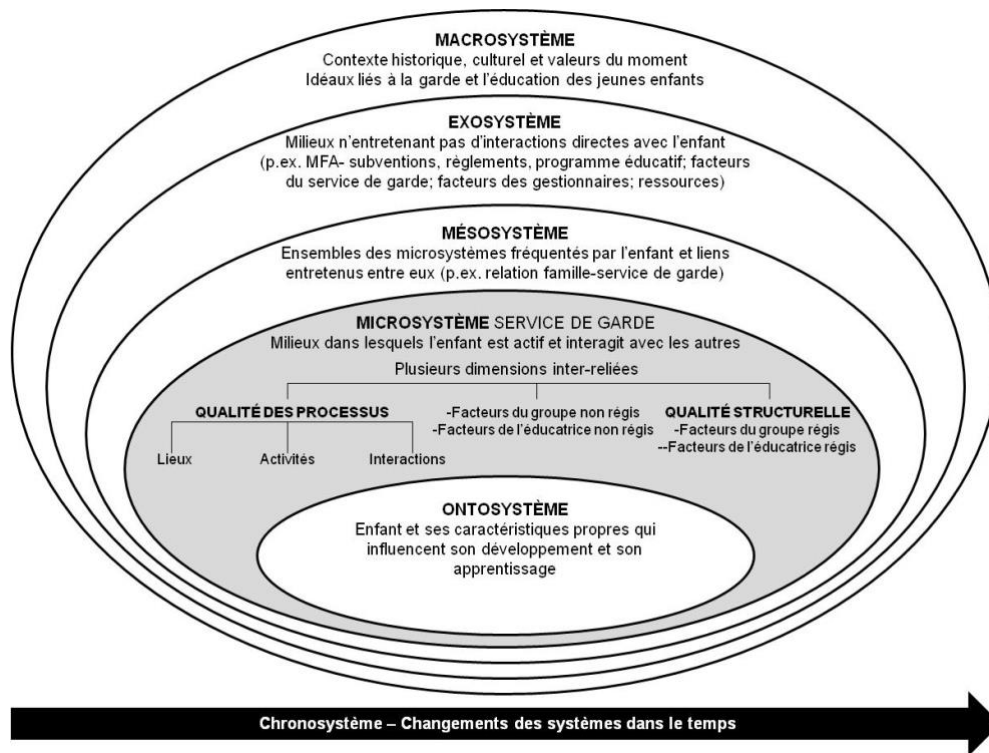 MACROSYSTÈME
Contexte historique, culturel et valeurs du moment
Idéaux liés à la garde et l'éducation des jeunes enfants
EXOSYSTÈME
Milieux n'entretenant pas d'interactions directes avec l'enfant
(p.ex. MFA- subventions, règlements, programme éducatif; facteurs
du service de garde; facteurs des gestionnaires; ressources)
MÉSOSYSTÈME
Ensembles des microsystèmes fréquentés par l'enfant et liens
entretenus entre eux (p.ex. relation famille-service de garde)
MICROSYSTÈME SERVICE DE GARDE
Milieux dans lesquels l'enfant est actif et interagit avec les autres
Plusieurs dimensions inter-reliées
QUALITÉ DES PROCESSUS
Lieux
Activités
Interactions
-Facteurs du groupe non régis
-Facteurs de l'éducatrice non régis
QUALITÉ STRUCTURELLE
-Facteurs du groupe régis
--Facteurs de l'éducatrice régis
ONTOSYSTÈME
Enfant et ses caractéristiques propres qui
influencent son développement et son
apprentissage
Chronosystème – Changements des systèmes dans le temps